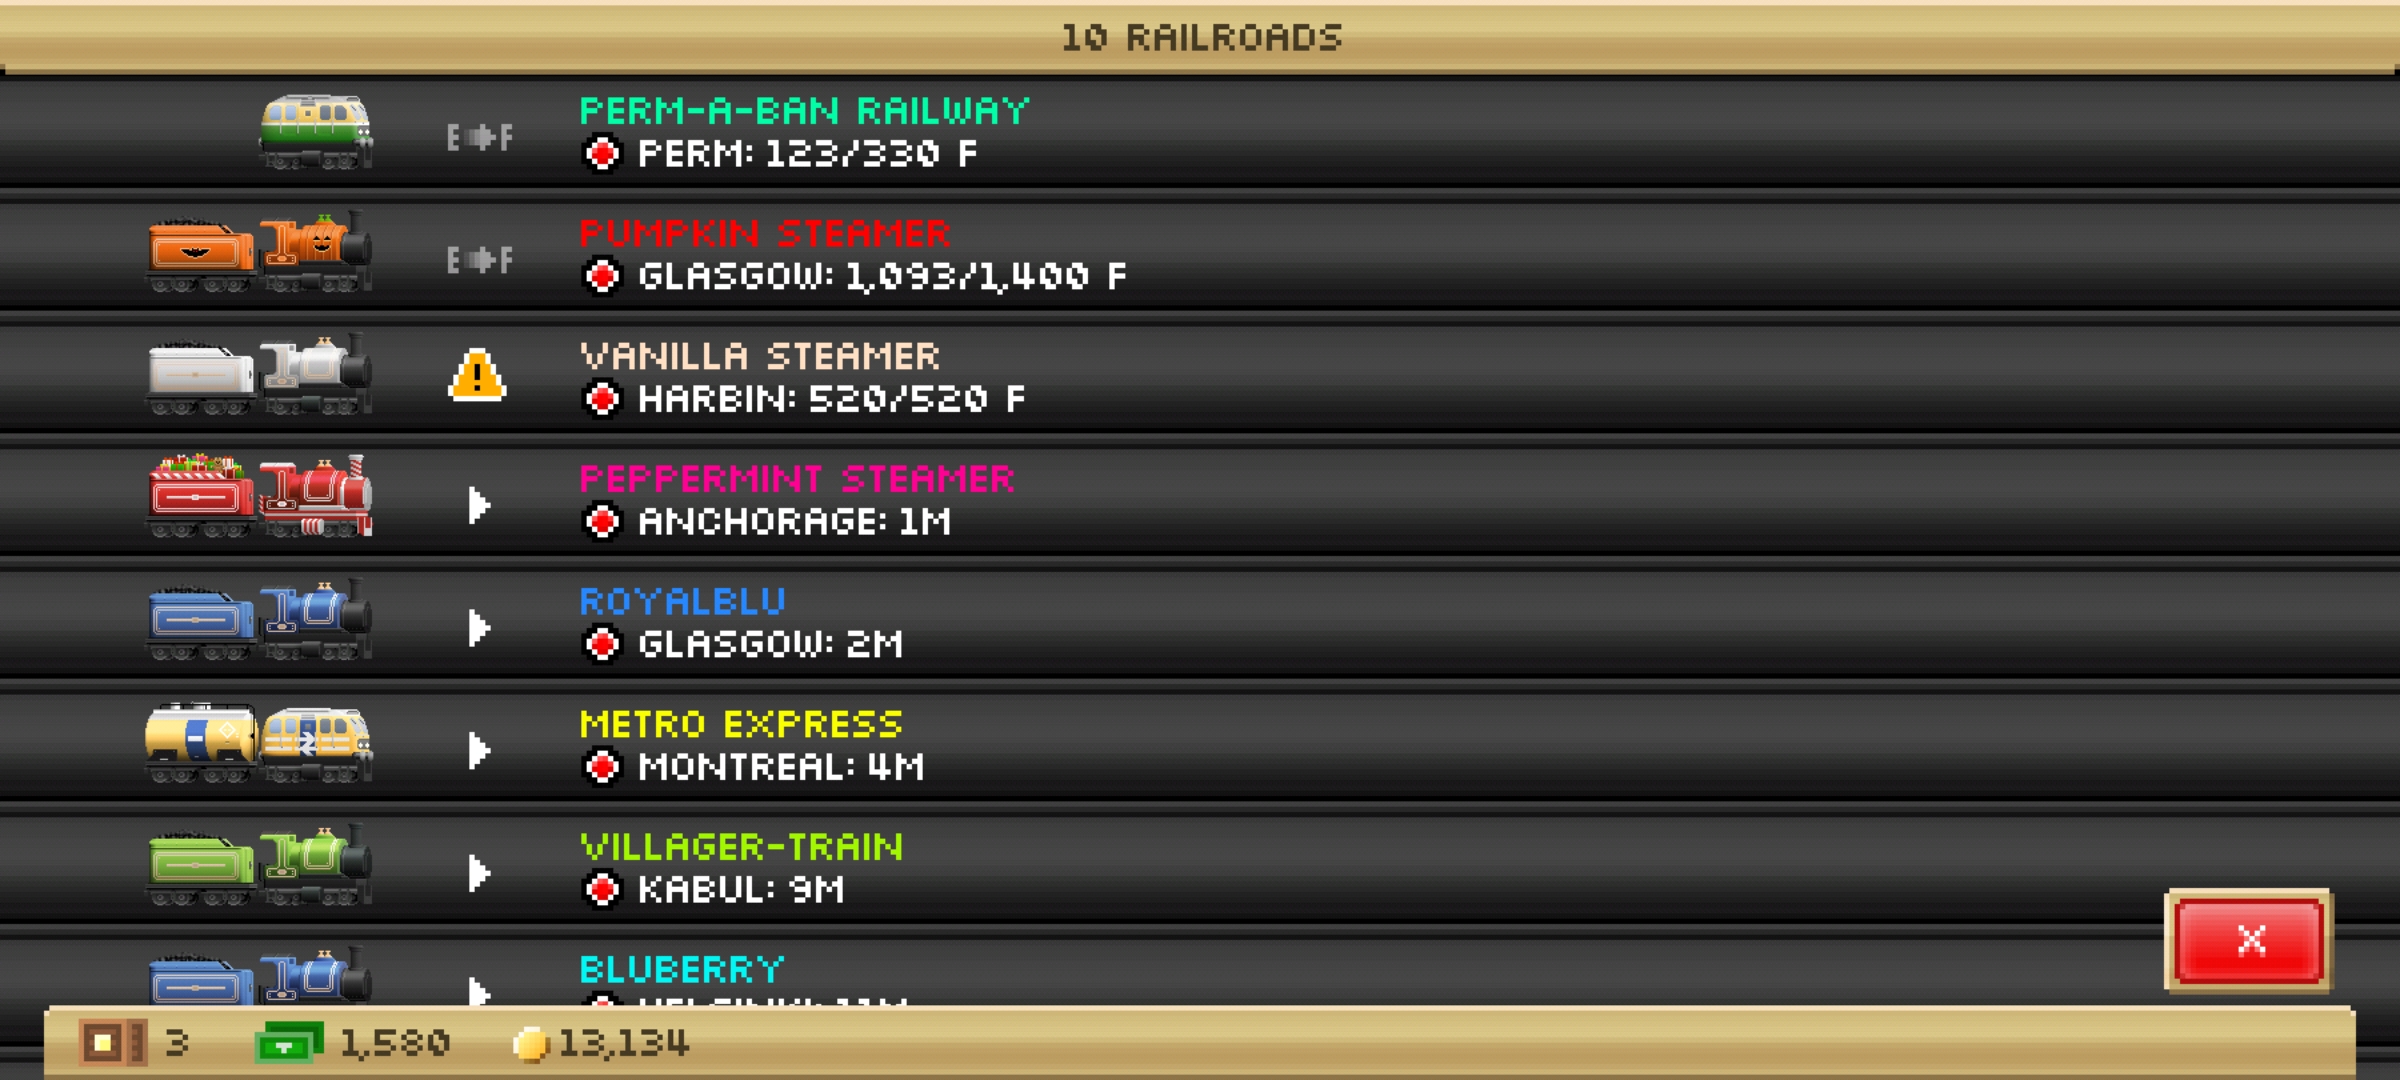 10 RAILROADS
PERM-A-BAN RAILWAY
E F
PERM: 123/330 F
PUMPKIN STEAMER
E F
GLASGOW: 1,093/1,400 F
VANILLA STEAMER
!
HARBIN: 520/520 F
PEPPERMINT STEAMER
ANCHORAGE: 1M
ROYALBLU
GLASGOW: 2M
METRO EXPRESS
MONTREAL: 4M
VILLAGER-TRAIN
KABUL: 9M
X
BLUBERRY
3 1,580 13,134